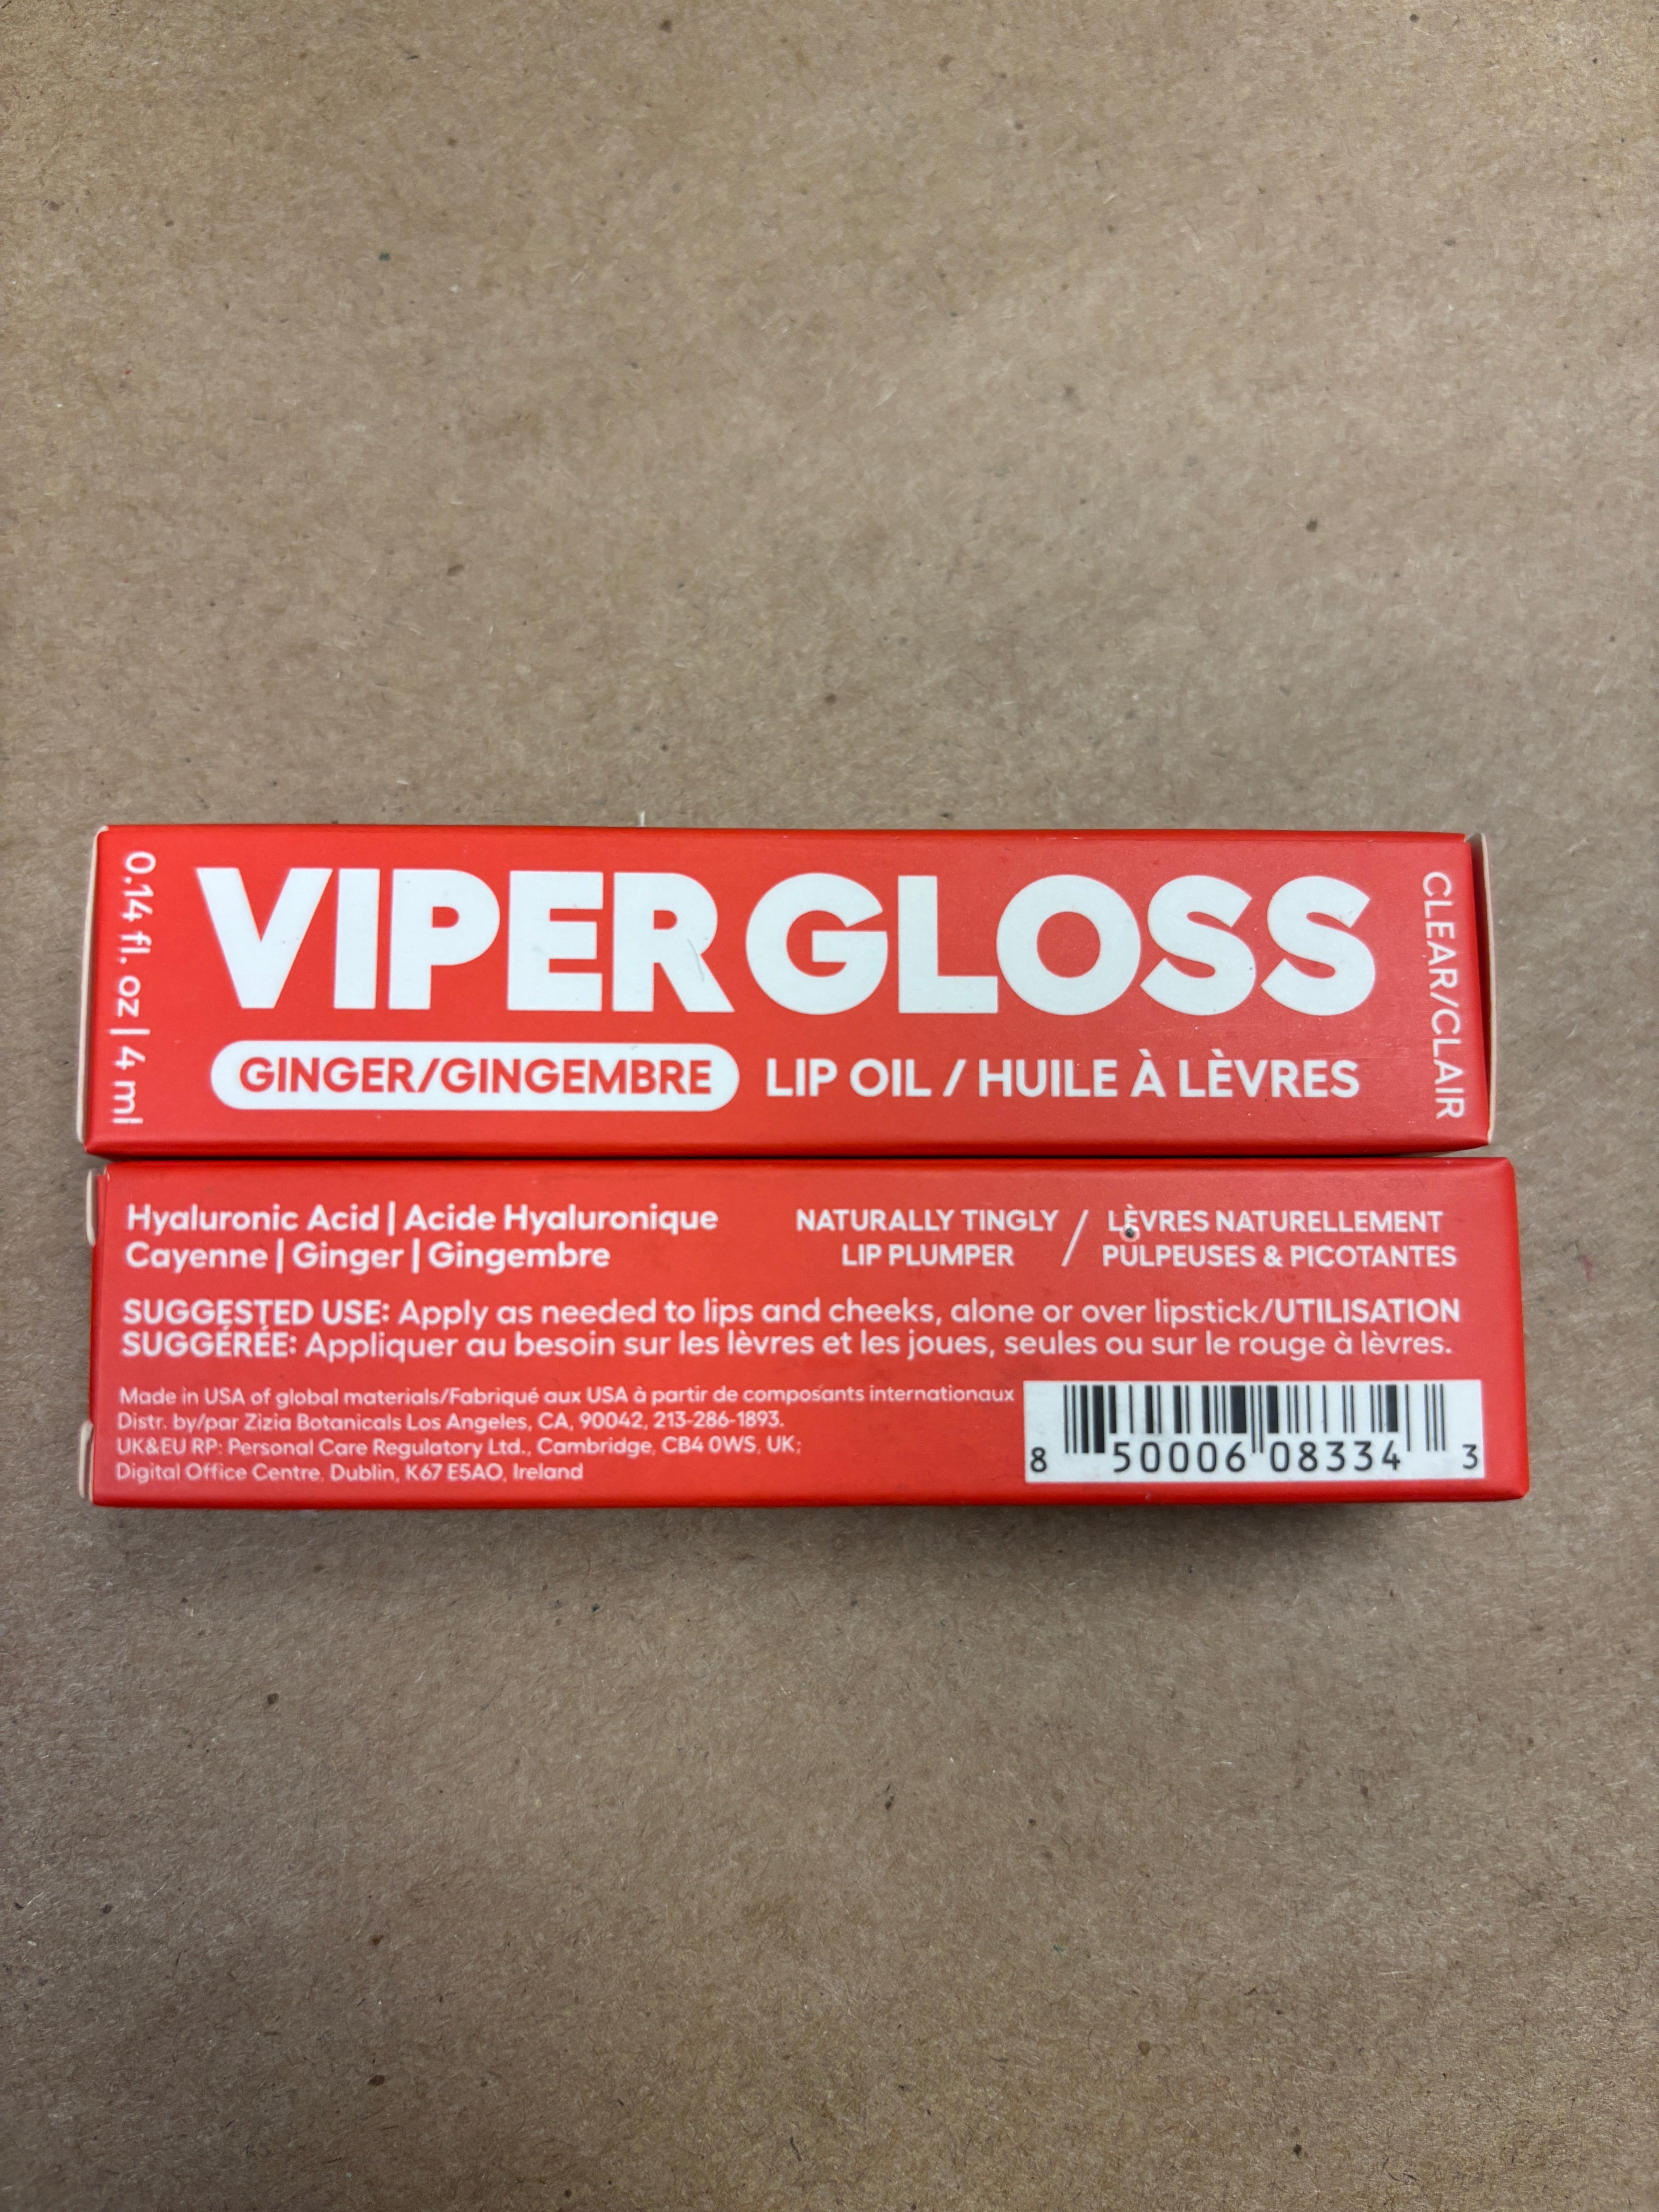 0.14 fl. oz | 4 ml
VIPER GLOSS
GINGER/GINGEMBRE LIP OIL / HUILE À LÈVRES
CLEAR/CLAIR
Hyaluronic Acid | Acide Hyaluronique
Cayenne | Ginger | Gingembre
NATURALLY TINGLY / LÈVRES NATURELLEMENT
LIP PLUMPER PULPEUSES & PICOTANTES
SUGGESTED USE: Apply as needed to lips and cheeks, alone or over lipstick/UTILISATION
SUGGÉRÉE: Appliquer au besoin sur les lèvres et les joues, seules ou sur le rouge à lèvres.
Made in USA of global materials/Fabriqué aux USA à partir de composants internationaux
Distr. by/par Zizia Botanicals Los Angeles, CA, 90042, 213-286-1893.
UK&EU RP: Personal Care Regulatory Ltd., Cambridge, CB4 0WS, UK;
Digital Office Centre, Dublin, K67 E5AO, Ireland
8 50006 08334 3